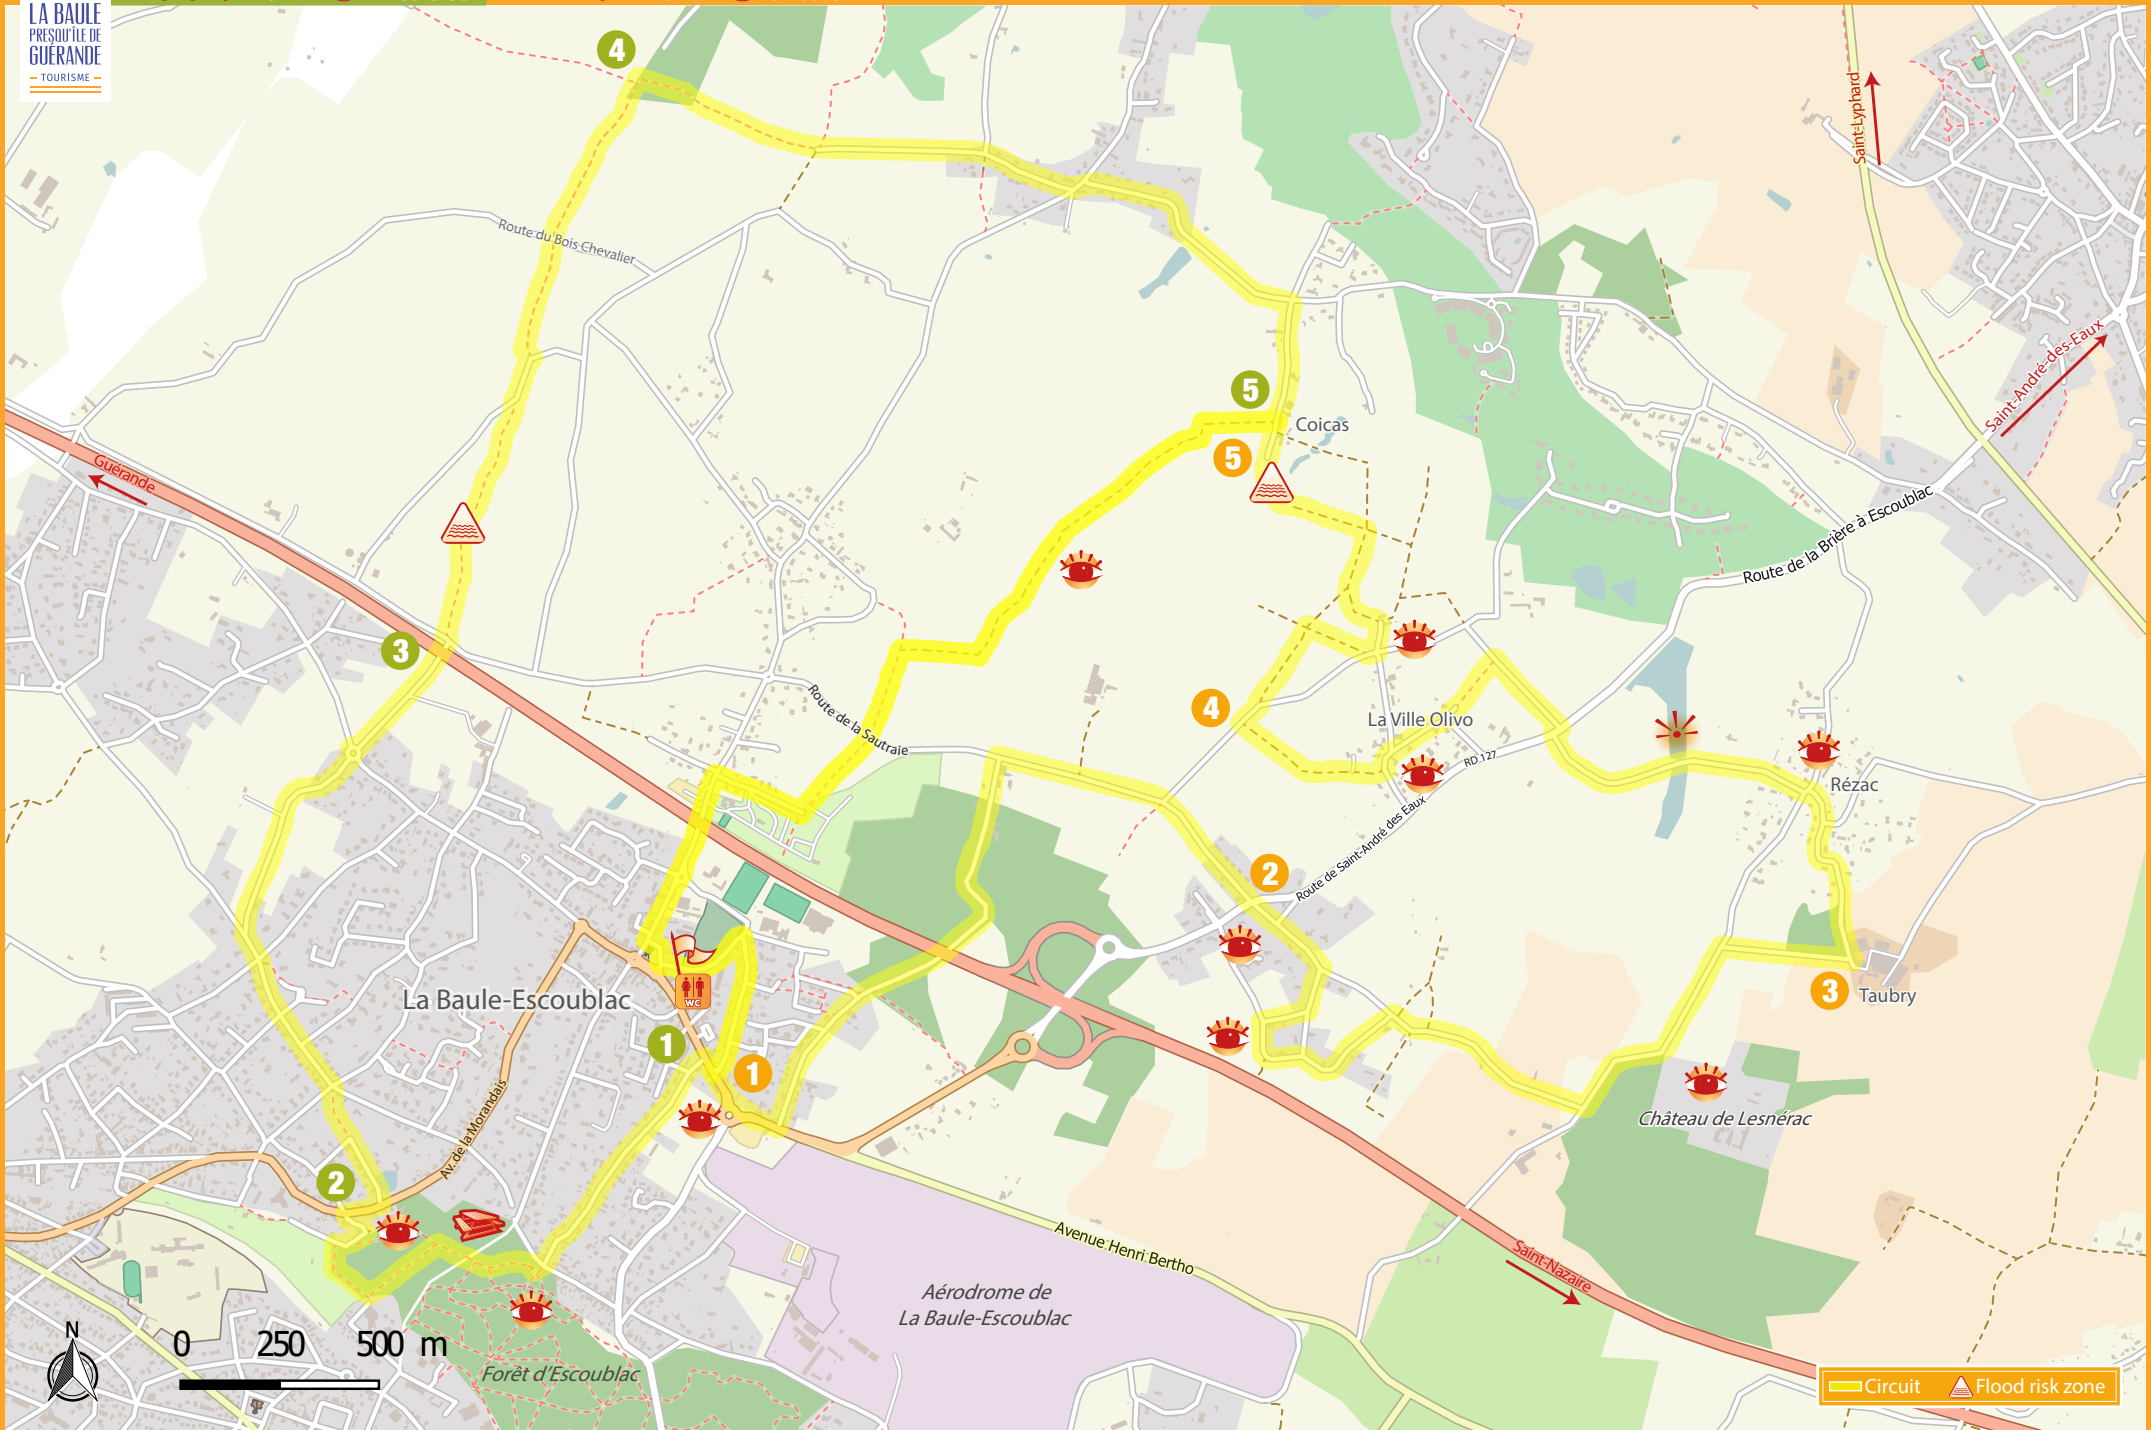 LA BAULE
PRESQU'ÎLE DE
GUÉRANDE
TOURISME
4
Saint-Lyphard
Route du Bois Chevalier
Saint-André-des-Eaux
5
Coicas
5
Guérande
Route de la Brière à Escoublac
3
Route de la Sautraie
4
La Ville Olivo
RD 127
Rézac
Route de Saint-André des Eaux
2
La Baule-Escoublac
WC
3
Taubry
1
1
Château de Lesnérac
Av. de la Morandais
2
Avenue Henri Bertho
Saint-Nazaire
Aérodrome de
La Baule-Escoublac
Forêt d'Escoublac
N
0 250 500 m
Circuit
Flood risk zone